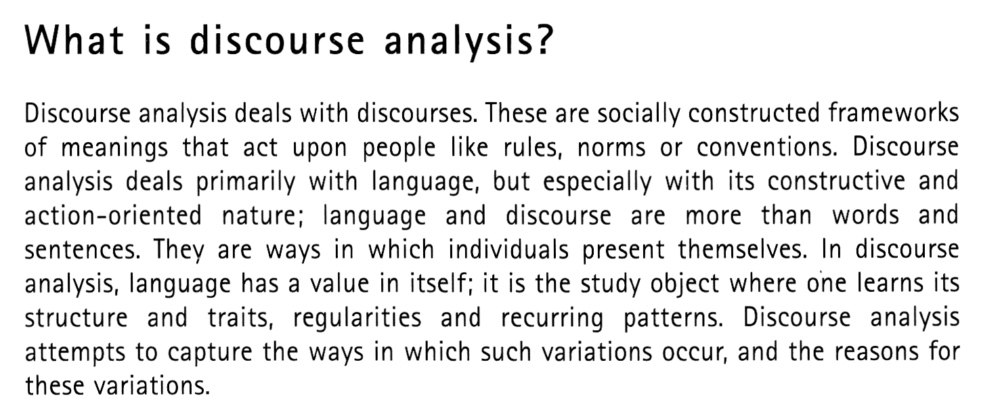 What is discourse analysis?
Discourse analysis deals with discourses. These are socially constructed frameworks
of meanings that act upon people like rules, norms or conventions. Discourse
analysis deals primarily with language, but especially with its constructive and
action-oriented nature; language and discourse are more than words and
sentences. They are ways in which individuals present themselves. In discourse
analysis, language has a value in itself; it is the study object where one learns its
structure and traits, regularities and recurring patterns. Discourse analysis
attempts to capture the ways in which such variations occur, and the reasons for
these variations.